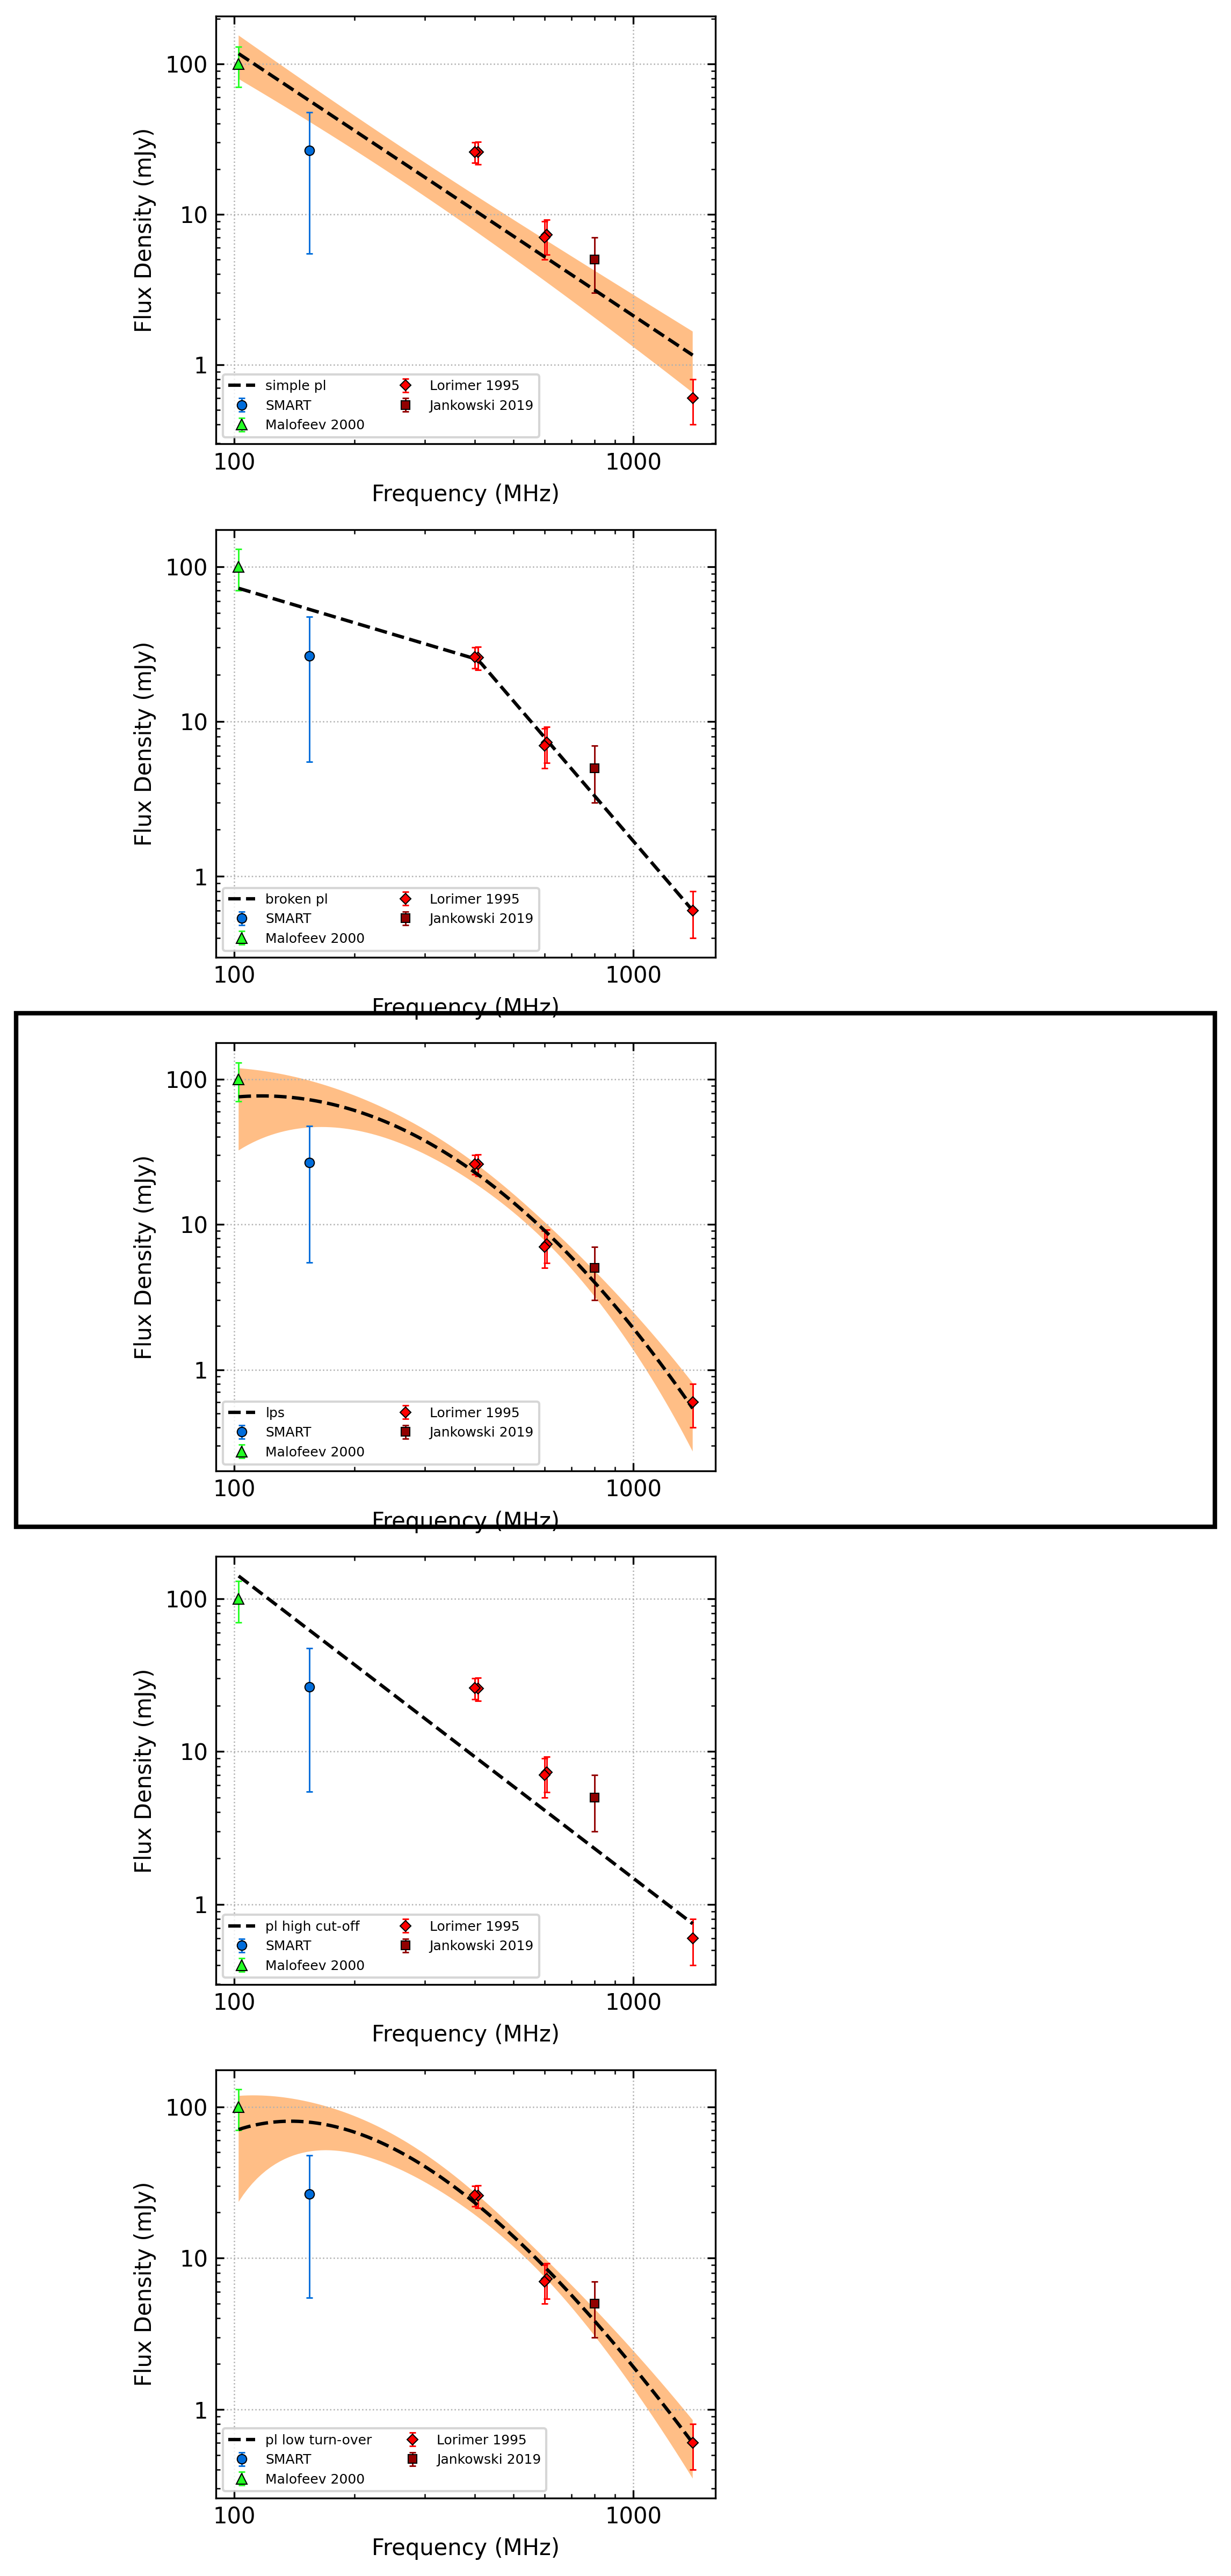 100
10
1
Flux Density (mJy)
simple pl
SMART
Malofeev 2000
Lorimer 1995
Jankowski 2019
100 1000
Frequency (MHz)
100
10
1
Flux Density (mJy)
broken pl
SMART
Malofeev 2000
Lorimer 1995
Jankowski 2019
100 1000
Frequency (MHz)
100
10
1
Flux Density (mJy)
lps
SMART
Malofeev 2000
Lorimer 1995
Jankowski 2019
100 1000
Frequency (MHz)
100
10
1
Flux Density (mJy)
pl high cut-off
SMART
Malofeev 2000
Lorimer 1995
Jankowski 2019
100 1000
Frequency (MHz)
100
10
1
Flux Density (mJy)
pl low turn-over
SMART
Malofeev 2000
Lorimer 1995
Jankowski 2019
100 1000
Frequency (MHz)